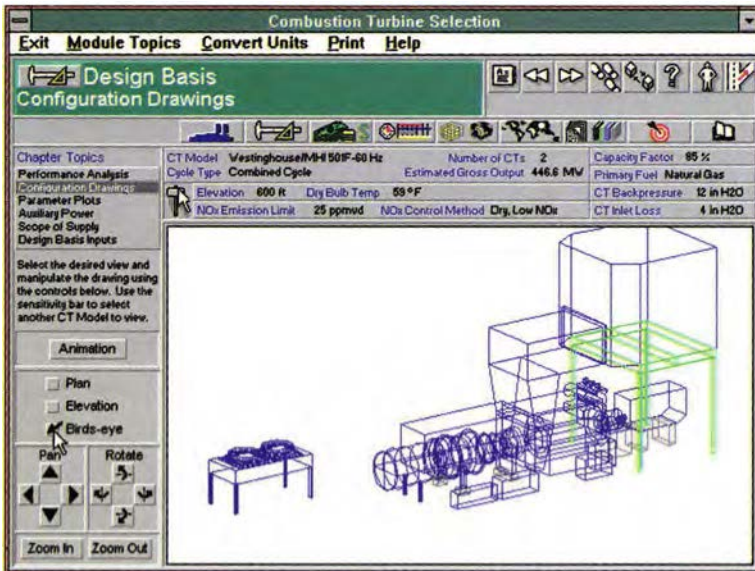 Combustion Turbine Selection
Exit Module Topics Convert Units Print Help
Design Basis
Configuration Drawings
Chapter Topics
Performance Analysis
Configuration Drawings
Parameter Plots
Auxiliary Power
Scope of Supply
Design Basis Inputs
CT Model Westinghouse/MHI 501F-60 Hz Number of CTs 2 Capacity Factor 85 %
Cycle Type Combined Cycle Estimated Gross Output 446.6 MW Primary Fuel Natural Gas
Elevation 600 ft Dry Bulb Temp 59 °F CT Backpressure 12 in H2O
NOx Emission Limit 25 ppmvd NOx Control Method Dry, Low NOx CT Inlet Loss 4 in H2O
Select the desired view and
manipulate the drawing using
the controls below. Use the
sensitivity bar to select
another CT Model to view.
Animation
Plan
Elevation
Birds-eye
Pan Rotate
Zoom In Zoom Out